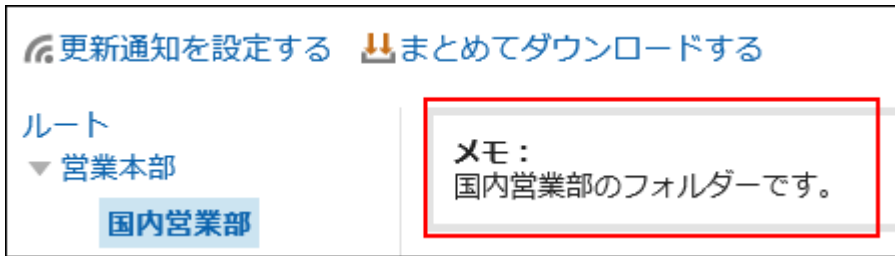 更新通知を設定する まとめてダウンロードする
ルート
営業本部
国内営業部
メモ:
国内営業部のフォルダーです。